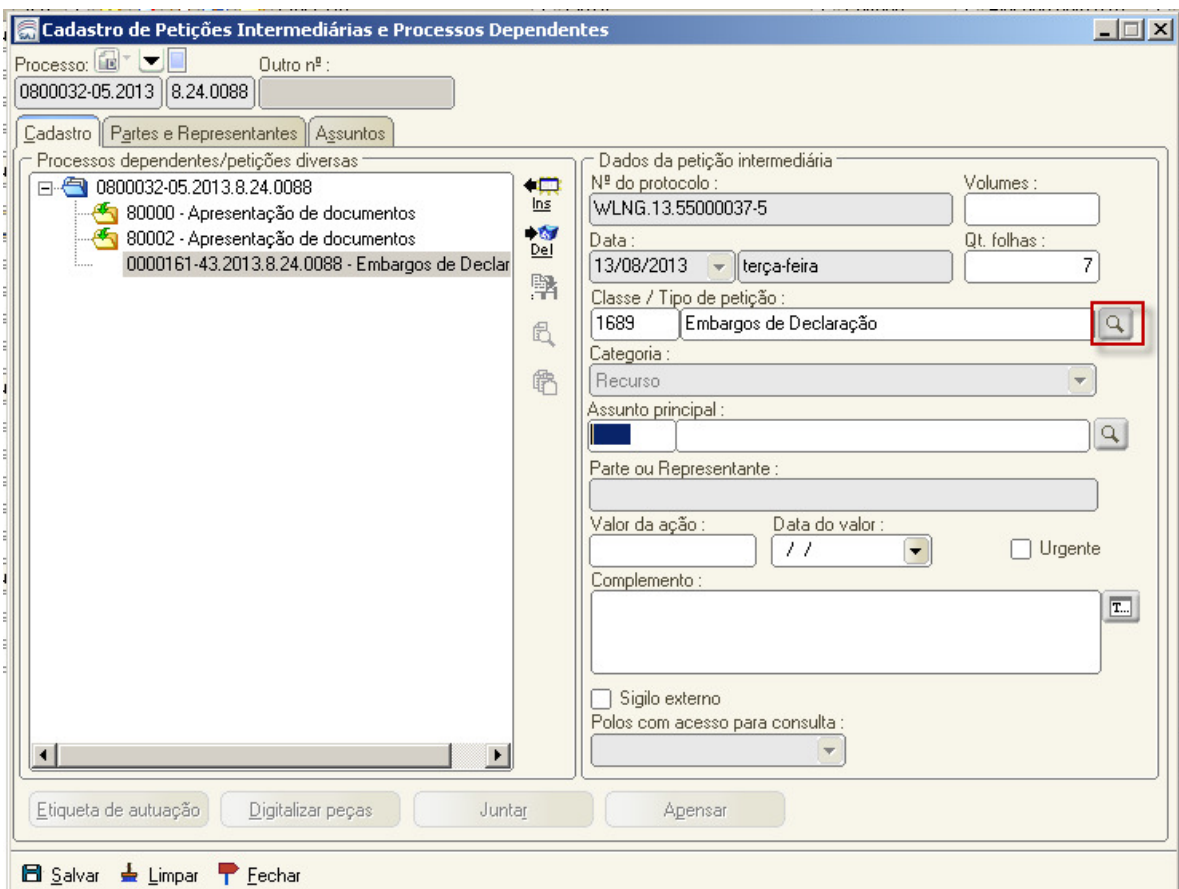 Cadastro de Petições Intermediárias e Processos Dependentes
Processo:
Outro nº :
0800032-05.2013 8.24.0088
Cadastro Partes e Representantes Assuntos
Processos dependentes/petições diversas
0800032-05.2013.8.24.0088
80000 - Apresentação de documentos
80002 - Apresentação de documentos
0000161-43.2013.8.24.0088 - Embargos de Declar
Ins
Del
Dados da petição intermediária
Nº do protocolo : Volumes :
WLNG.13.55000037-5
Data : Qt. folhas :
13/08/2013 terça-feira 7
Classe / Tipo de petição :
1689 Embargos de Declaração
Categoria :
Recurso
Assunto principal :
Parte ou Representante :
Valor da ação : Data do valor :
/ / Urgente
Complemento :
T...
Sigilo externo
Polos com acesso para consulta :
Etiqueta de autuação Digitalizar peças Juntar Apensar
Salvar Limpar Fechar